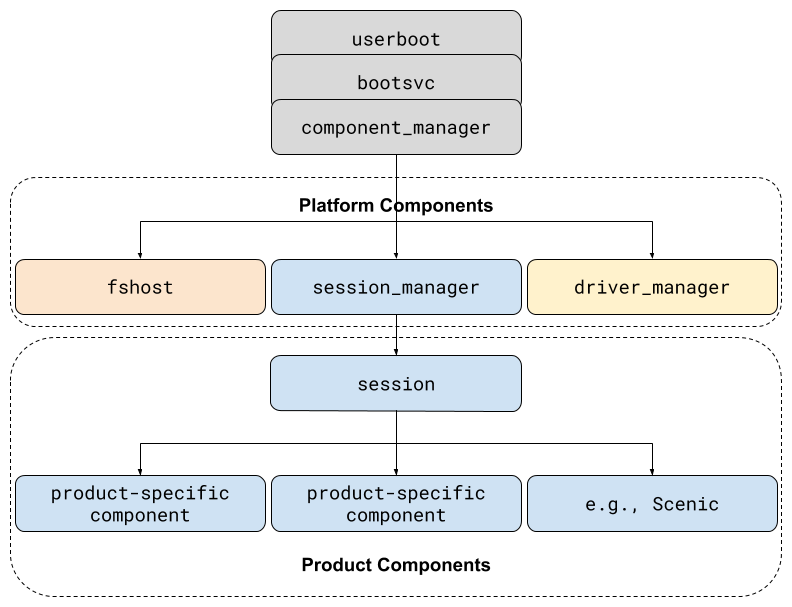 userboot
bootsvc
component_manager
Platform Components
fshost
session_manager
driver_manager
session
product-specific
component
product-specific
component
e.g., Scenic
Product Components